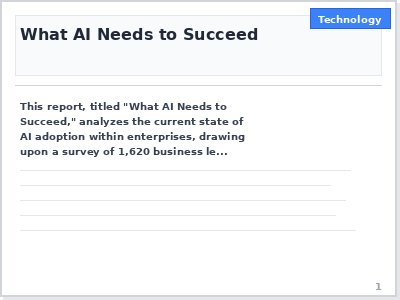 Technology
What AI Needs to Succeed
This report, titled "What AI Needs to
Succeed," analyzes the current state of
AI adoption within enterprises, drawing
upon a survey of 1,620 business le...
1